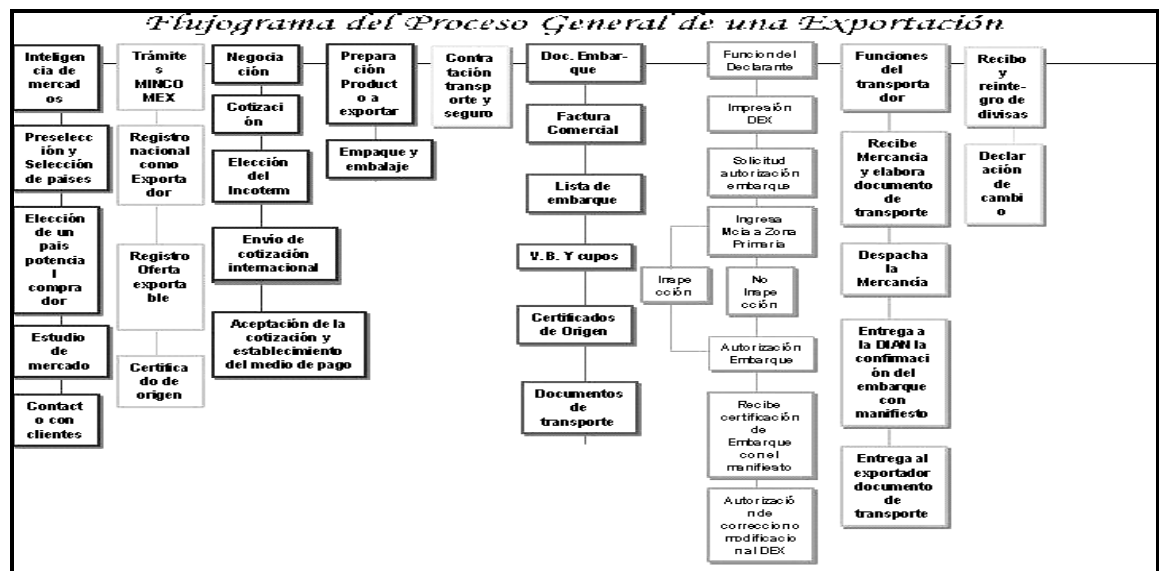 Flujograma del Proceso General de una Exportación
Inteligen
cia de
mercad
os
Preselecc
ión y
Selección
de paises
Elección
de un
pais
potencia
l
compra
dor
Estudio
de
mercado
Contact
o con
clientes
Trámite
s
MINCO
MEX
Registro
nacional
como
Exporta
dor
Registro
Oferta
exporta
ble
Certifica
do de
origen
Negocia
ción
Cotizaci
ón
Elección
del
Incoterm
Envío de
cotización
internacional
Aceptación de la
cotización y
establecimiento
del medio de pago
Prepara
ción
Produc
to a
exportar
Empaque y
embalaje
Contra
tación
transp
orte y
seguro
Doc. Embar-
que
Factura
Comercial
Lista de
embarque
V.B. Y cupos
Certificados
de Origen
Documentos
de
transporte
Funcion del
Declarante
Impresión
DEX
Solicitud
autorización
embarque
Ingresa
Mcia a Zona
Primaria
Inspe
cción
No
Inspe
cción
Autorización
Embarque
Recibe
certificación
de
Embarque
con el
manifiesto
Autorizació
n de
correccion o
modificacio
n al DEX
Funciones
del
transporta
dor
Recibe
Mercancia
y elabora
documento
de
transporte
Despacha
la
Mercancía
Entrega a
la DIAN la
confirmaci
ón del
embarque
con
manifiesto
Entrega al
exportador
documento
de
transporte
Recibo
y
reinte-
gro de
divisas
Declar
ación
de
cambi
o